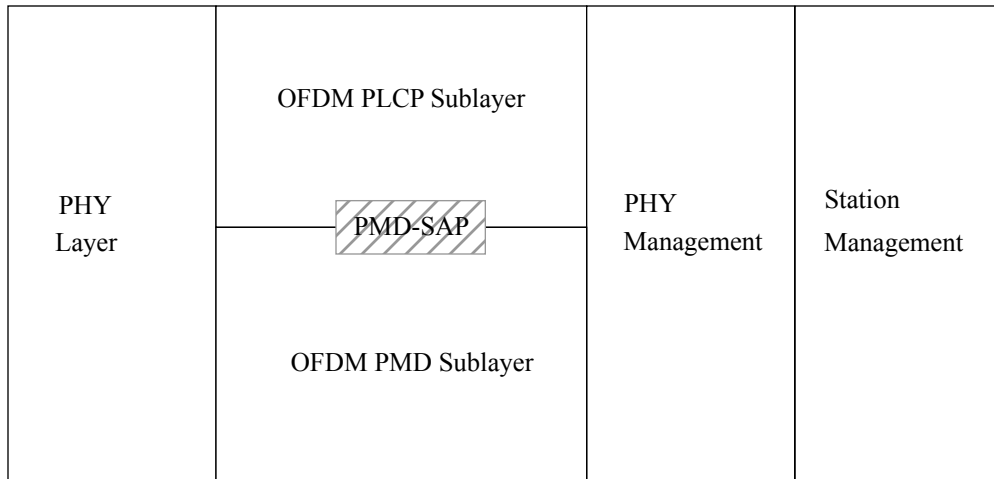 OFDM PLCP Sublayer
PHY
Layer
PMD-SAP
PHY
Management
Station
Management
OFDM PMD Sublayer